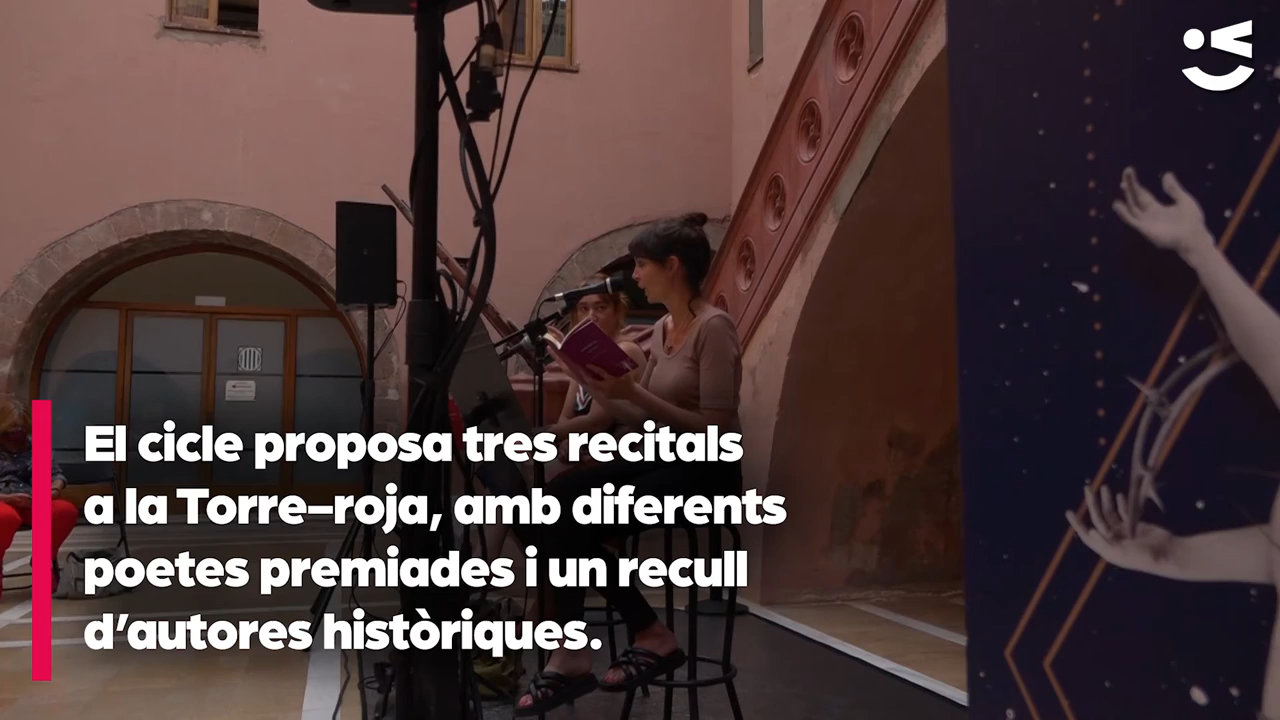 El cicle proposa tres recitals
a la Torre-roja, amb diferents
poetes premiades i un recull
d’autores històriques.